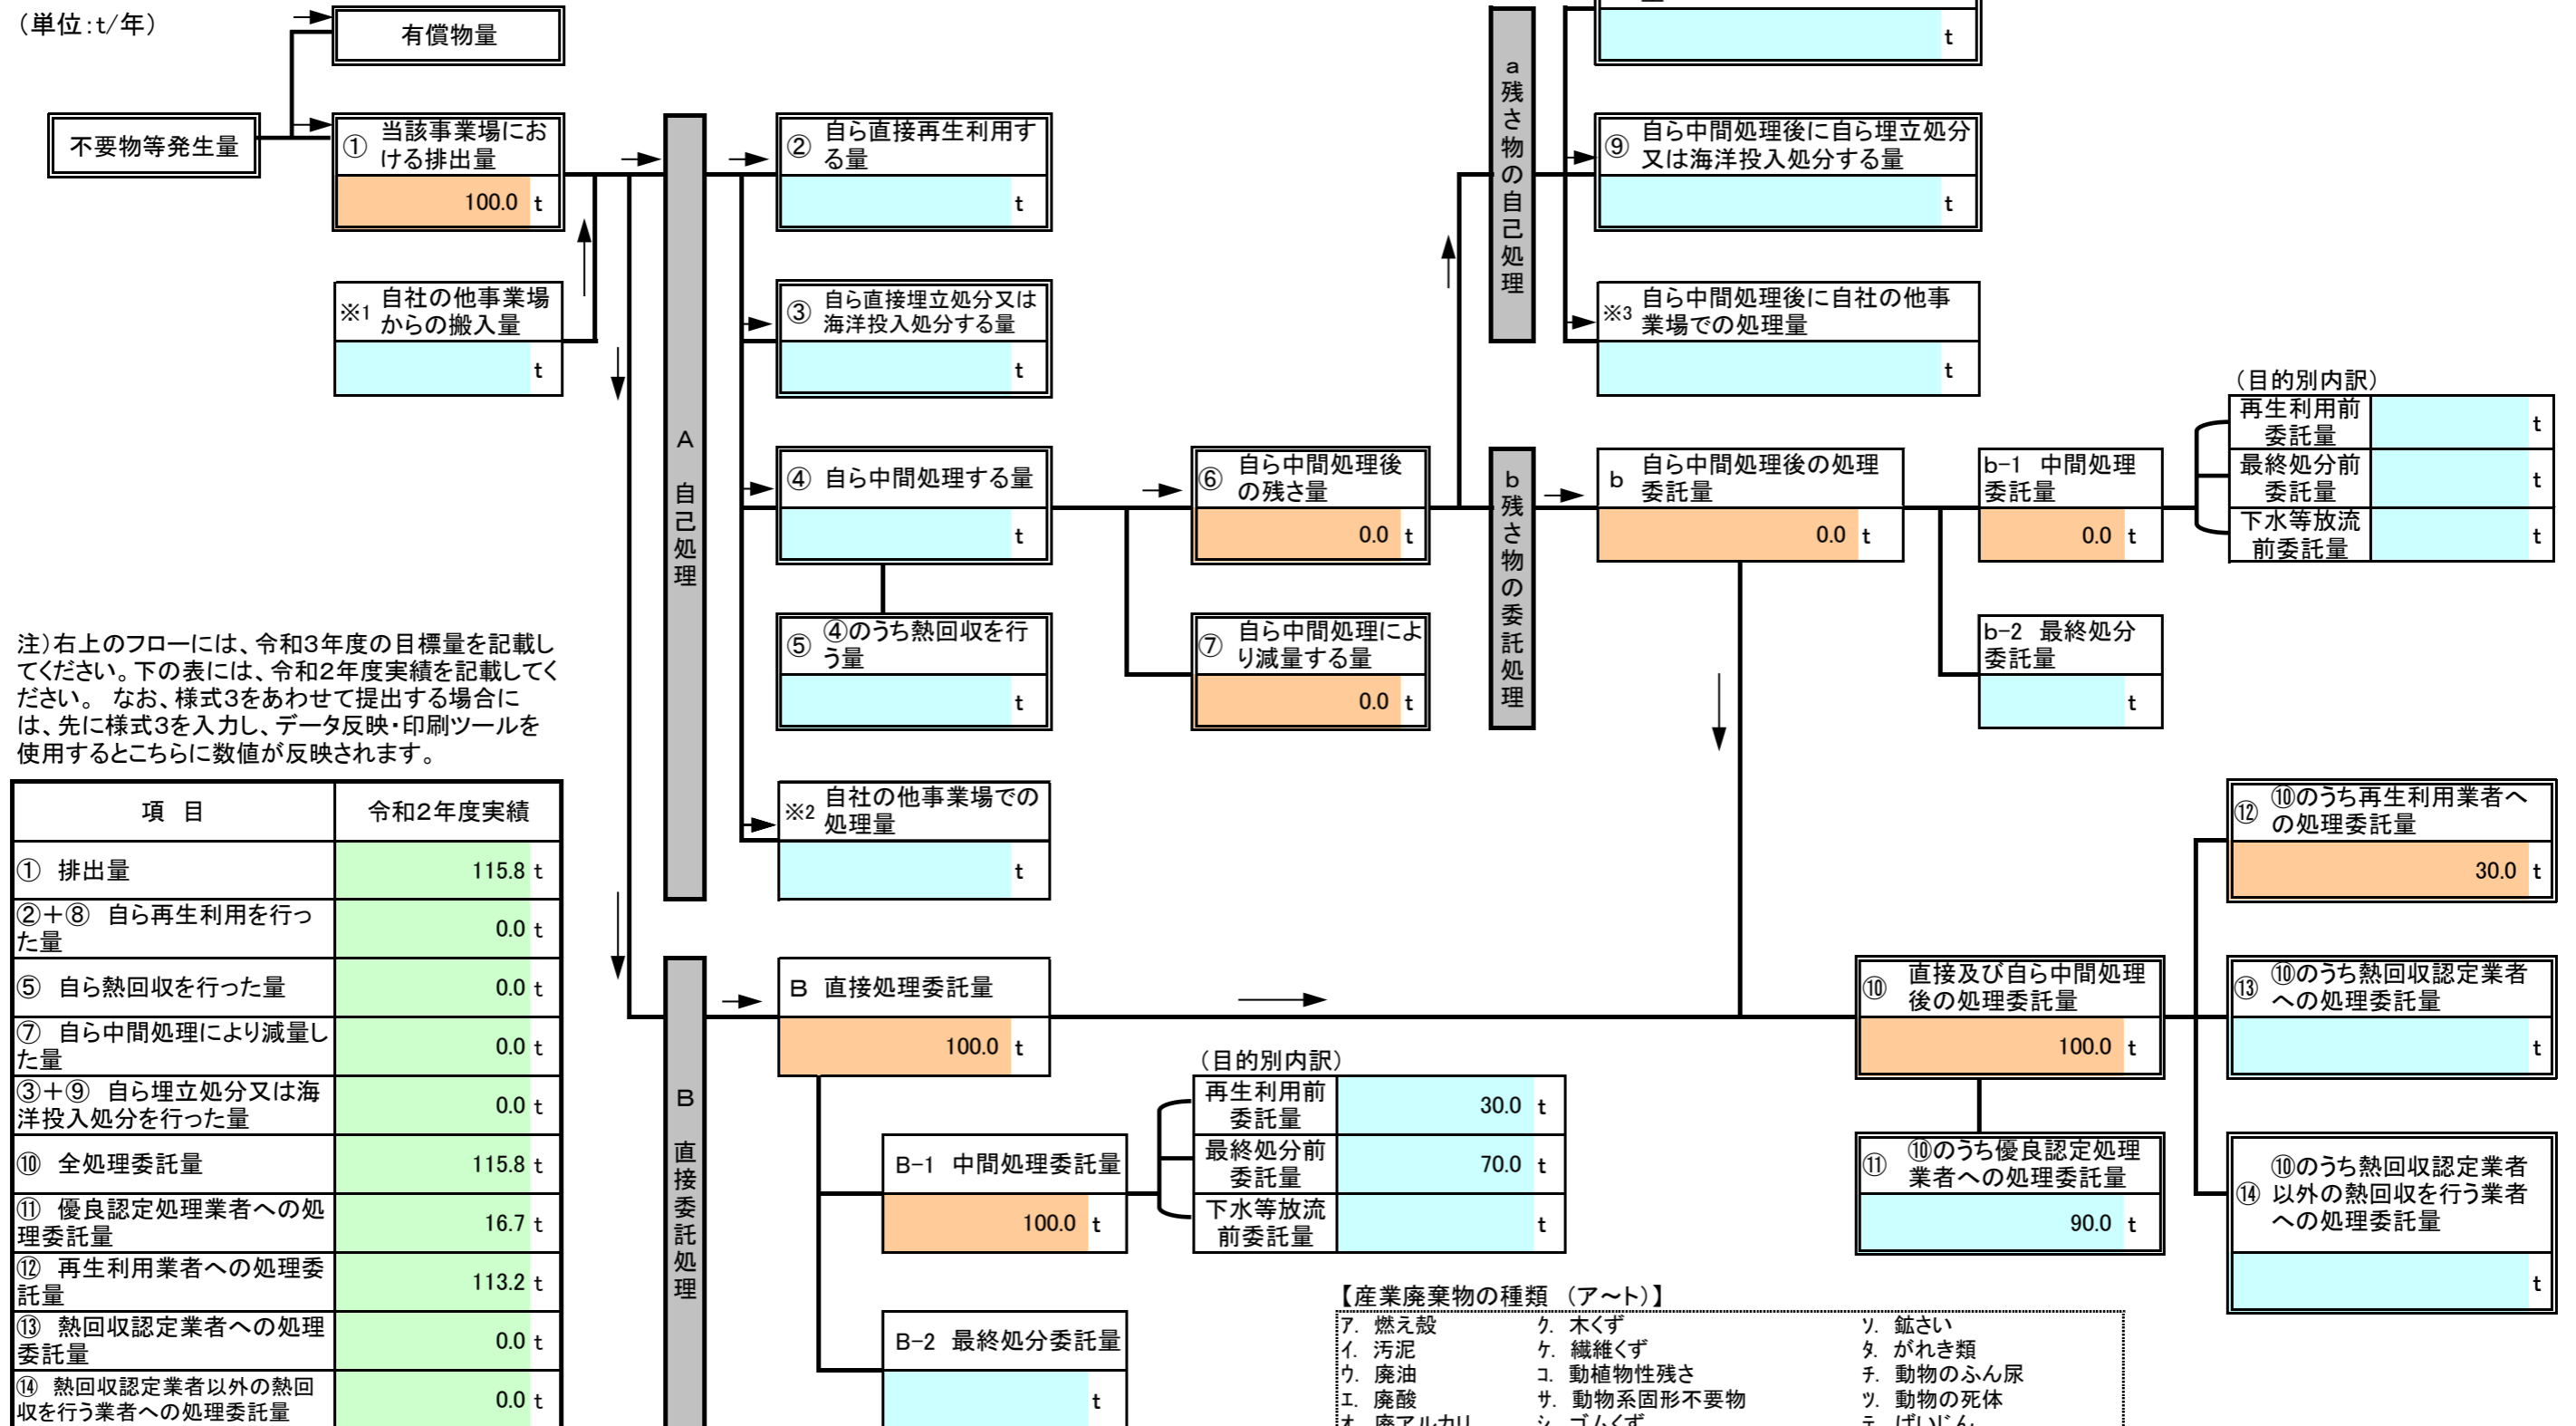 （単位：t/年）
有償物量
不要物等発生量
① 当該事業場にお
ける排出量
100.0 t
※1 自社の他事業場
からの搬入量
t
A 自己処理
② 自ら直接再生利用す
る量
t
③ 自ら直接埋立処分又は
海洋投入処分する量
t
④ 自ら中間処理する量
t
⑤ ④のうち熱回収を行
う量
t
※2 自社の他事業場での
処理量
t
⑥ 自ら中間処理後
の残さ量
0.0 t
⑦ 自ら中間処理によ
り減量する量
0.0 t
a 残さ物の自己処理
t
⑨ 自ら中間処理後に自ら埋立処分
又は海洋投入処分する量
t
※3 自ら中間処理後に自社の他事
業場での処理量
t
b 残さ物の委託処理
b 自ら中間処理後の処理
委託量
0.0 t
b-1 中間処理
委託量
0.0 t
b-2 最終処分
委託量
t
（目的別内訳）
再生利用前
委託量
t
最終処分前
委託量
t
下水等放流
前委託量
t
注）右上のフローには、令和３年度の目標量を記載し
てください。下の表には、令和２年度実績を記載してく
ださい。 なお、様式３をあわせて提出する場合に
は、先に様式３を入力し、データ反映・印刷ツールを
使用するとこちらに数値が反映されます。
項 目 令和２年度実績
① 排出量 115.8 t
②＋⑧ 自ら再生利用を行っ
た量 0.0 t
⑤ 自ら熱回収を行った量 0.0 t
⑦ 自ら中間処理により減量し
た量 0.0 t
③＋⑨ 自ら埋立処分又は海
洋投入処分を行った量 0.0 t
⑩ 全処理委託量 115.8 t
⑪ 優良認定処理業者への処
理委託量 16.7 t
⑫ 再生利用業者への処理委
託量 113.2 t
⑬ 熱回収認定業者への処理
委託量 0.0 t
⑭ 熱回収認定業者以外の熱回
収を行う業者への処理委託量 0.0 t
B 直接委託処理
B 直接処理委託量
100.0 t
B-1 中間処理委託量
100.0 t
B-2 最終処分委託量
t
（目的別内訳）
再生利用前
委託量
30.0 t
最終処分前
委託量
70.0 t
下水等放流
前委託量
t
⑩ 直接及び自ら中間処理
後の処理委託量
100.0 t
⑪ ⑩のうち優良認定処理
業者への処理委託量
90.0 t
⑫ ⑩のうち再生利用業者へ
の処理委託量
30.0 t
⑬ ⑩のうち熱回収認定業者
への処理委託量
t
⑭ ⑩のうち熱回収認定業者
以外の熱回収を行う業者
への処理委託量
t
【産業廃棄物の種類 （ア～ト）】
ｱ. 燃え殻 ｸ. 木くず ｿ. 鉱さい
ｲ. 汚泥 ｹ. 繊維くず ﾀ. がれき類
ｳ. 廃油 ｺ. 動植物性残さ ﾁ. 動物のふん尿
ｴ. 廃酸 ｻ. 動物系固形不要物 ﾂ. 動物の死体
ｵ. 廃アルカリ ｼ. ゴムくず ﾃ. ばいじん